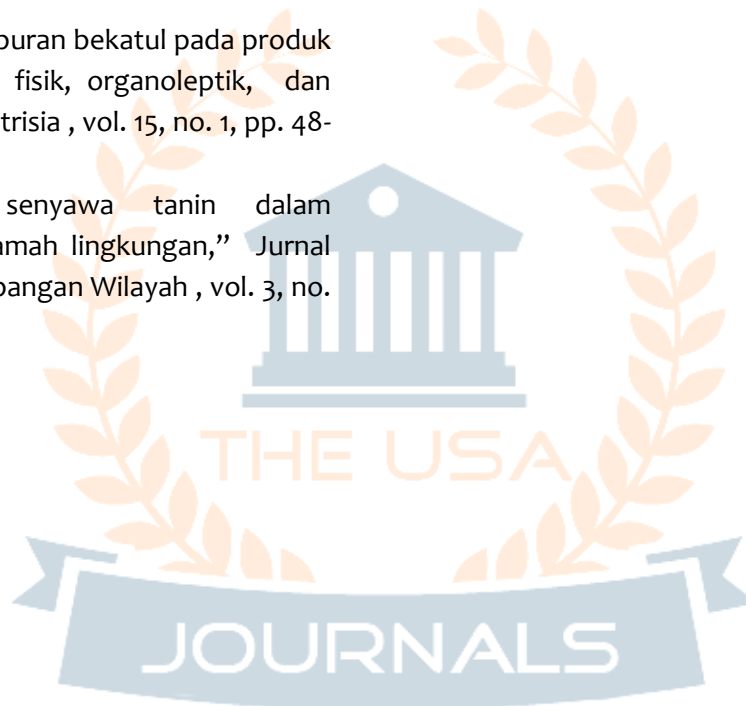 puran bekatul pada produk
fisik, organoleptik, dan
trisia , vol. 15, no. 1, pp. 48-
senyawa tanin dalam
amah lingkungan,” Jurnal
bangan Wilayah , vol. 3, no.
THE USA
JOURNALS